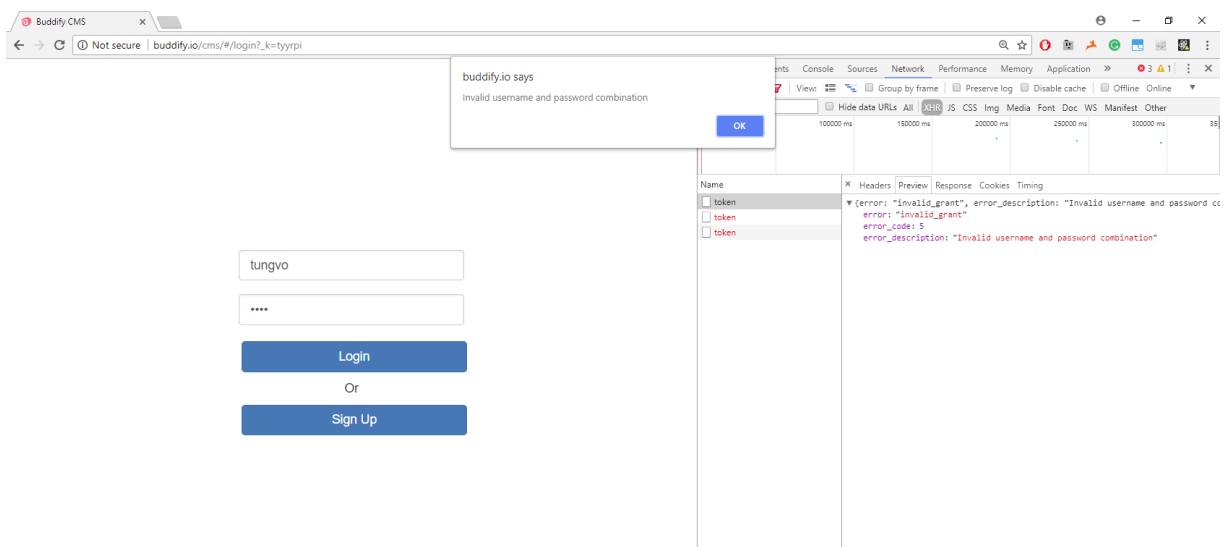 Buddify CMS
Not secure | buddify.io/cms/#/login?_k=tyyrpi
buddify.io says
Invalid username and password combination
OK
Console Sources Network Performance Memory Application » 3 1
View: Group by frame Preserve log Disable cache Offline Online
Hide data URLs All XHR JS CSS Img Media Font Doc WS Manifest Other
100000 ms 150000 ms 200000 ms 250000 ms 300000 ms 35
Name
token
token
token
× Headers Preview Response Cookies Timing
▼{error: "invalid_grant", error_description: "Invalid username and password co
error: "invalid_grant"
error_code: 5
error_description: "Invalid username and password combination"
tungvo
••••
Login
Or
Sign Up